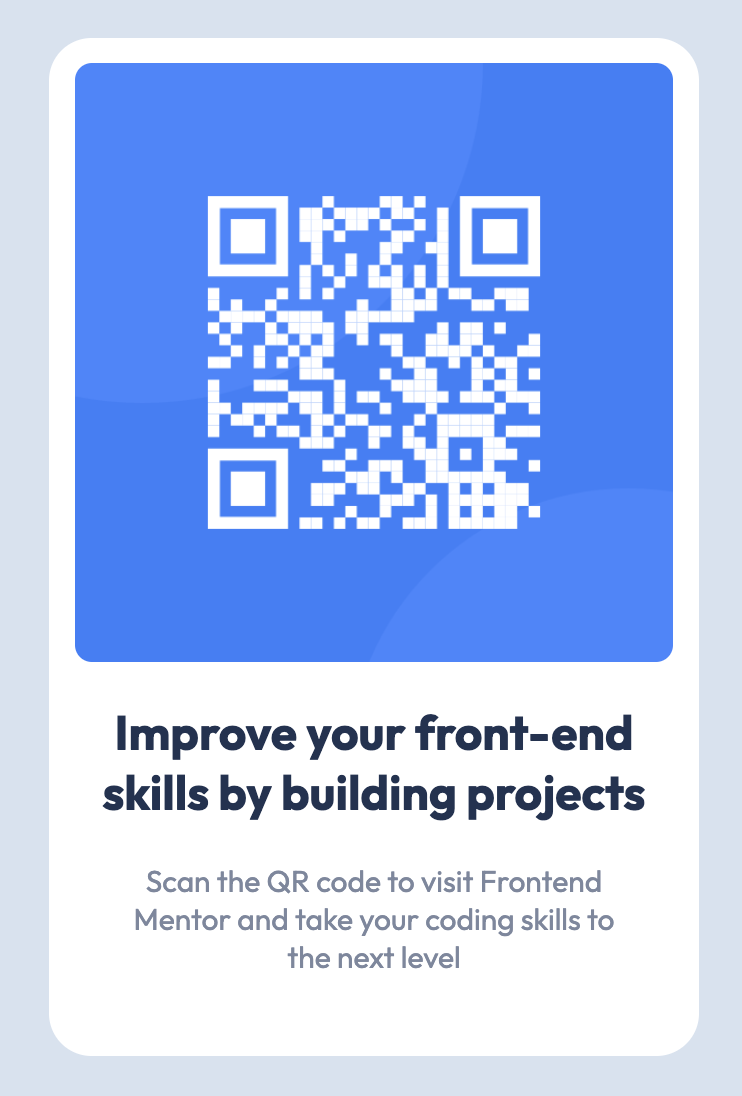 Improve your front-end
skills by building projects
Scan the QR code to visit Frontend
Mentor and take your coding skills to
the next level